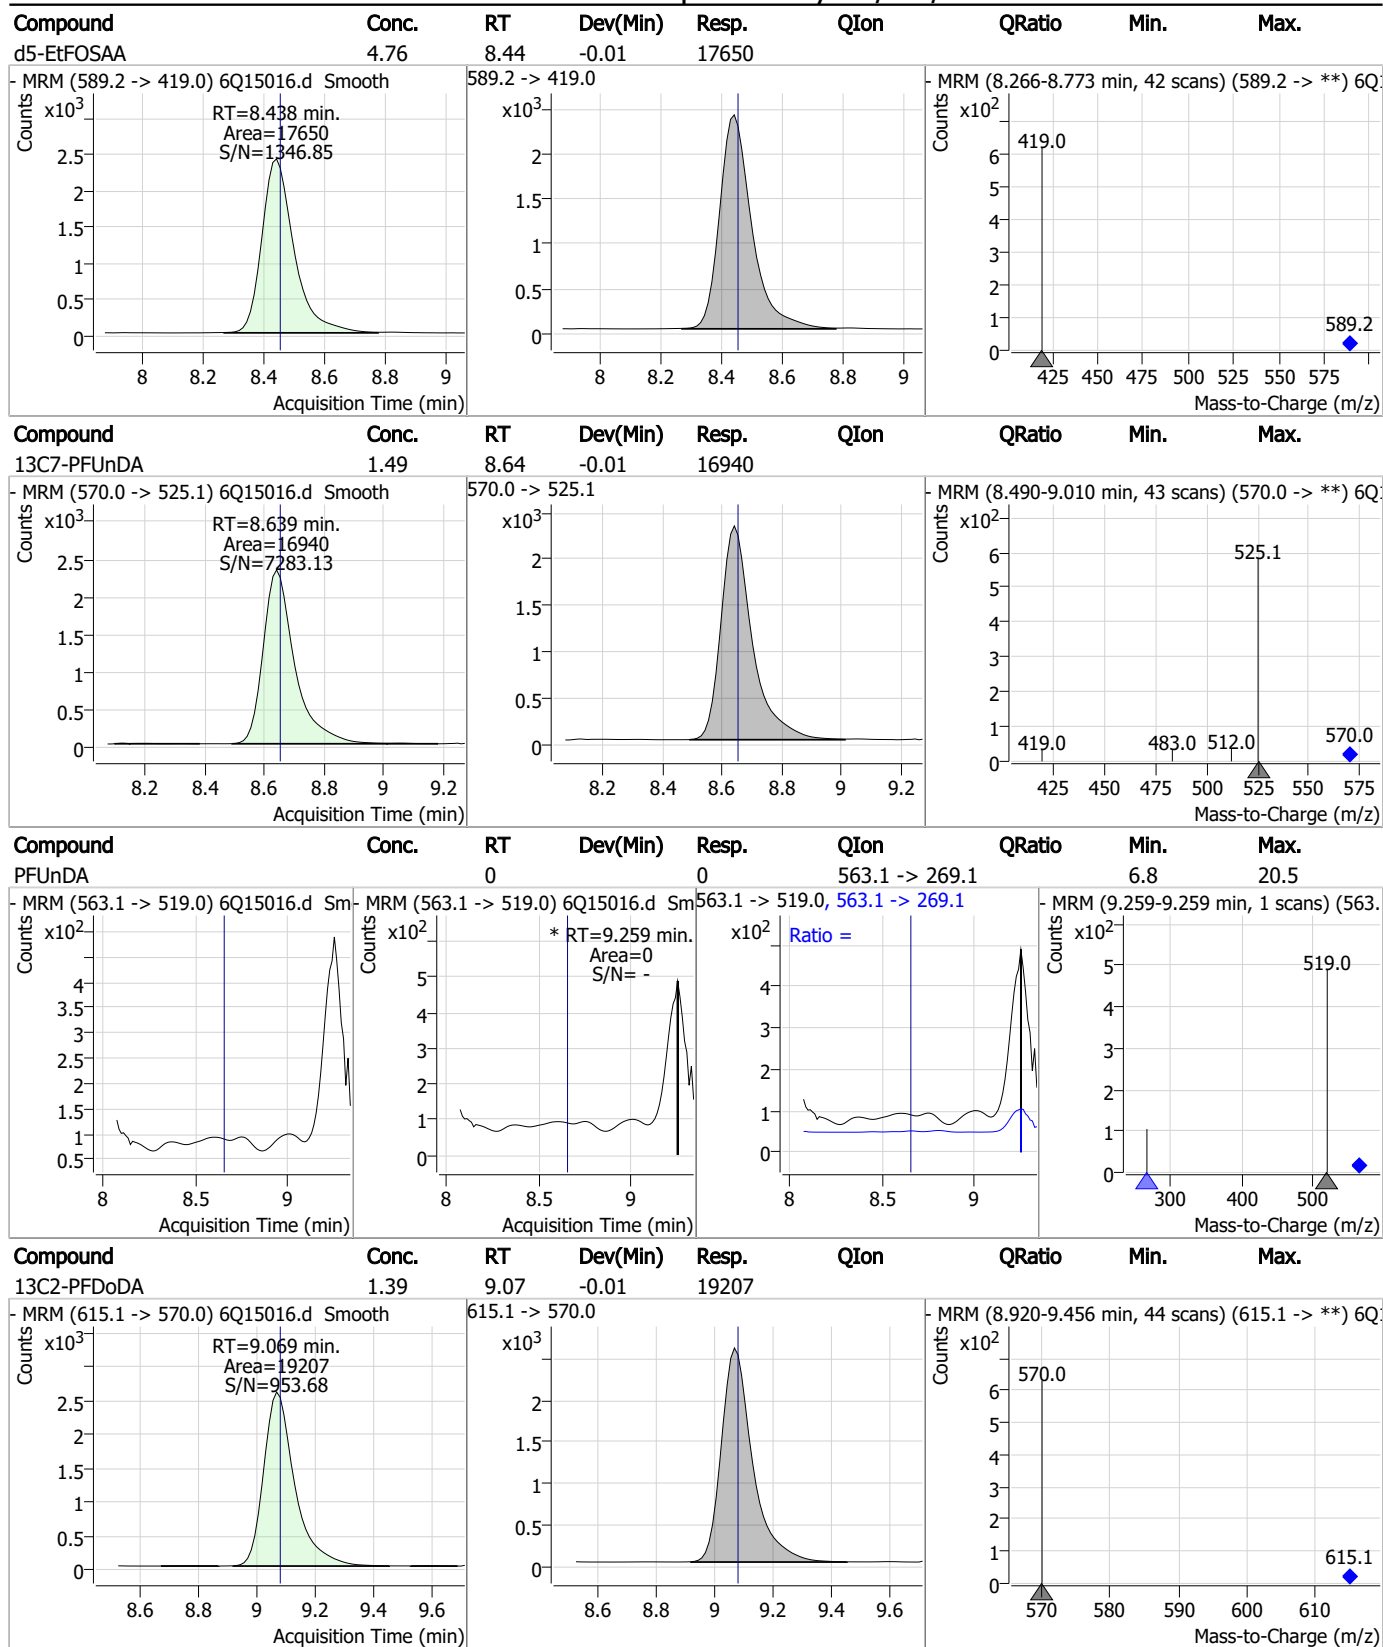 Compound Conc. RT Dev(Min) Resp. QIon QRatio Min. Max.
d5-EtFOSAA 4.76 8.44 -0.01 17650
- MRM (589.2 -> 419.0) 6Q15016.d Smooth
Counts
x10³
RT=8.438 min.
Area=17650
S/N=1346.85
2.5
2
1.5
1
0.5
0
8 8.2 8.4 8.6 8.8 9
Acquisition Time (min)
589.2 -> 419.0
x10³
2
1.5
1
0.5
0
8 8.2 8.4 8.6 8.8 9
- MRM (8.266-8.773 min, 42 scans) (589.2 -> **) 6Q1
Counts
x10²
419.0
6
5
4
3
2
1
0
589.2
425 450 475 500 525 550 575
Mass-to-Charge (m/z)
Compound Conc. RT Dev(Min) Resp. QIon QRatio Min. Max.
13C7-PFUnDA 1.49 8.64 -0.01 16940
- MRM (570.0 -> 525.1) 6Q15016.d Smooth
Counts
x10³
RT=8.639 min.
Area=16940
S/N=7283.13
2.5
2
1.5
1
0.5
0
8.2 8.4 8.6 8.8 9 9.2
Acquisition Time (min)
570.0 -> 525.1
x10³
2
1.5
1
0.5
0
8.2 8.4 8.6 8.8 9 9.2
- MRM (8.490-9.010 min, 43 scans) (570.0 -> **) 6Q1
Counts
x10²
525.1
6
5
4
3
2
1
0
419.0 483.0 512.0 570.0
425 450 475 500 525 550 575
Mass-to-Charge (m/z)
Compound Conc. RT Dev(Min) Resp. QIon QRatio Min. Max.
PFUnDA 0 0 563.1 -> 269.1 6.8 20.5
- MRM (563.1 -> 519.0) 6Q15016.d Sm
Counts
x10²
4
3.5
3
2.5
2
1.5
1
0.5
8 8.5 9
Acquisition Time (min)
- MRM (563.1 -> 519.0) 6Q15016.d Sm
Counts
x10²
* RT=9.259 min.
Area=0
S/N= -
5
4
3
2
1
0
8 8.5 9
Acquisition Time (min)
563.1 -> 519.0, 563.1 -> 269.1
x10²
Ratio =
4
3
2
1
0
8 8.5 9
- MRM (9.259-9.259 min, 1 scans) (563.
Counts
x10²
519.0
5
4
3
2
1
0
300 400 500
Mass-to-Charge (m/z)
Compound Conc. RT Dev(Min) Resp. QIon QRatio Min. Max.
13C2-PFDoDA 1.39 9.07 -0.01 19207
- MRM (615.1 -> 570.0) 6Q15016.d Smooth
Counts
x10³
RT=9.069 min.
Area=19207
S/N=953.68
2.5
2
1.5
1
0.5
0
8.6 8.8 9 9.2 9.4 9.6
Acquisition Time (min)
615.1 -> 570.0
x10³
2
1.5
1
0.5
0
8.6 8.8 9 9.2 9.4 9.6
- MRM (8.920-9.456 min, 44 scans) (615.1 -> **) 6Q1
Counts
x10²
570.0
6
5
4
3
2
1
0
615.1
570 580 590 600 610
Mass-to-Charge (m/z)